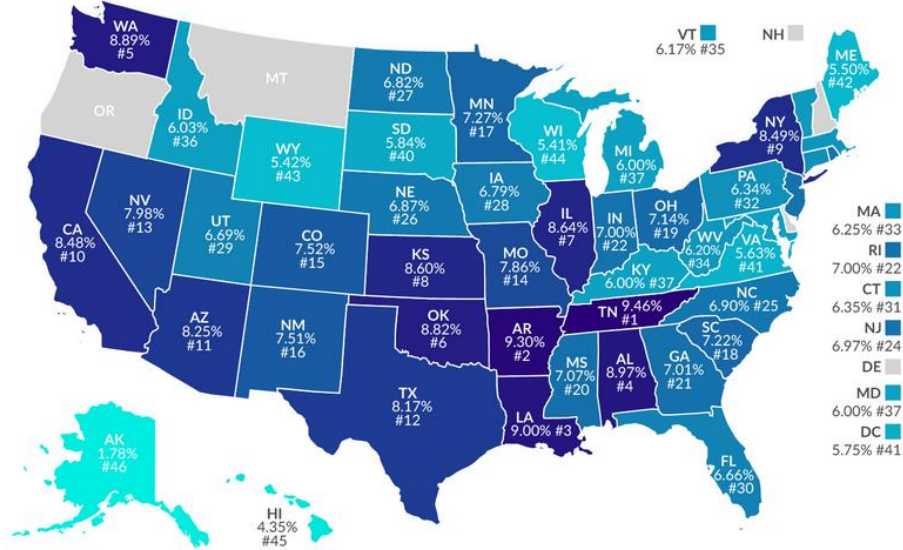 WA
8.89%
#5
MT
OR
ID
6.03%
#36
WY
5.42%
#43
ND
6.82%
#27
SD
5.84%
#40
NE
6.87%
#26
MN
7.27%
#17
IA
6.79%
#28
WI
5.41%
#44
MI
6.00%
#37
VT
6.17% #35
NH
ME
5.50%
#42
NY
8.49%
#9
PA
6.34%
#32
CA
8.48%
#10
NV
7.98%
#13
UT
6.69%
#29
CO
7.52%
#15
KS
8.60%
#8
MO
7.86%
#14
IL
8.64%
#7
IN
7.00%
#22
OH
7.14%
#19
WV
6.20%
#34
VA
5.63%
#41
KY
6.00% #37
AZ
8.25%
#11
NM
7.51%
#16
OK
8.82%
#6
AR
9.30%
#2
TN 9.46%
#1
NC
6.90% #25
SC
7.22%
#18
TX
8.17%
#12
LA
9.00% #3
MS
7.07%
#20
AL
8.97%
#4
GA
7.01%
#21
FL
6.66%
#30
MA
6.25% #33
RI
7.00% #22
CT
6.35% #31
NJ
6.97% #24
DE
MD
6.00% #37
DC
5.75% #41
AK
1.78%
#46
HI
4.35%
#45